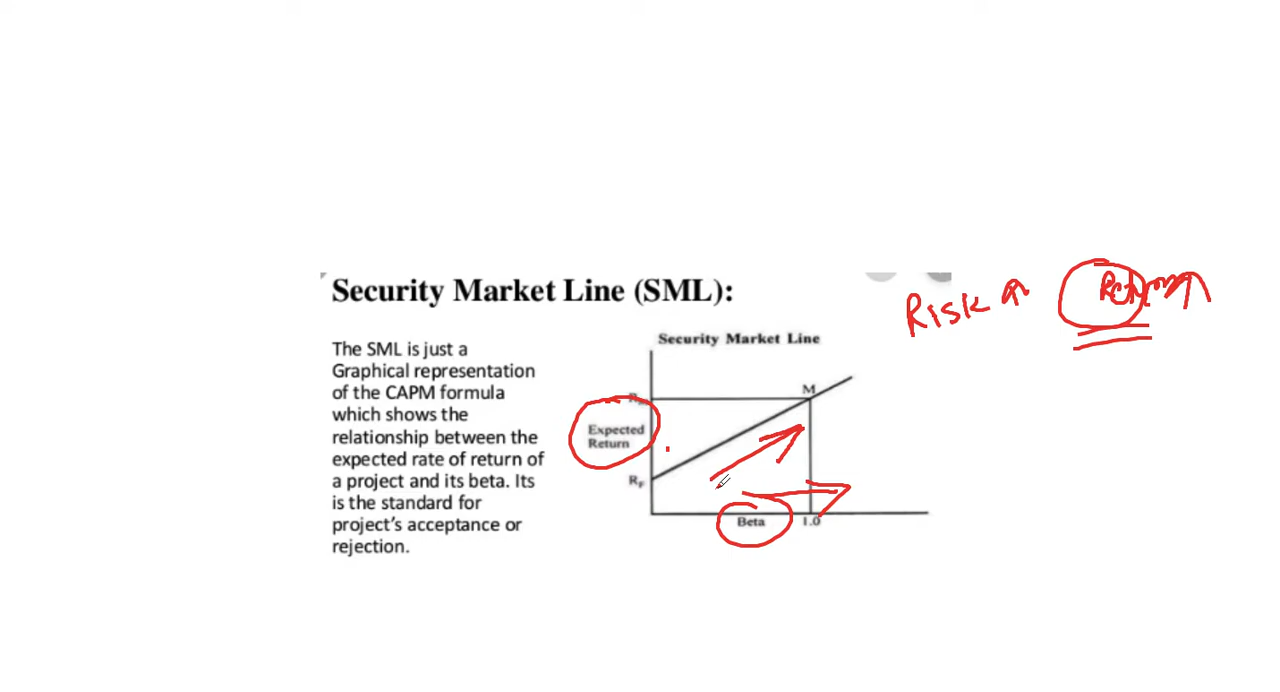 Security Market Line (SML):
Risk ↑ Return ↑
The SML is just a
Graphical representation
of the CAPM formula
which shows the
relationship between the
expected rate of return of
a project and its beta. Its
is the standard for
project's acceptance or
rejection.
Security Market Line
M
Expected
Return
RF
Beta 1.0